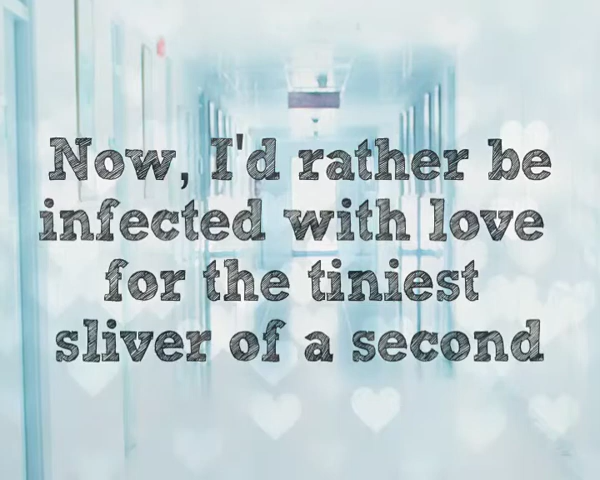 Now, I'd rather be
infected with love
for the tiniest
sliver of a second